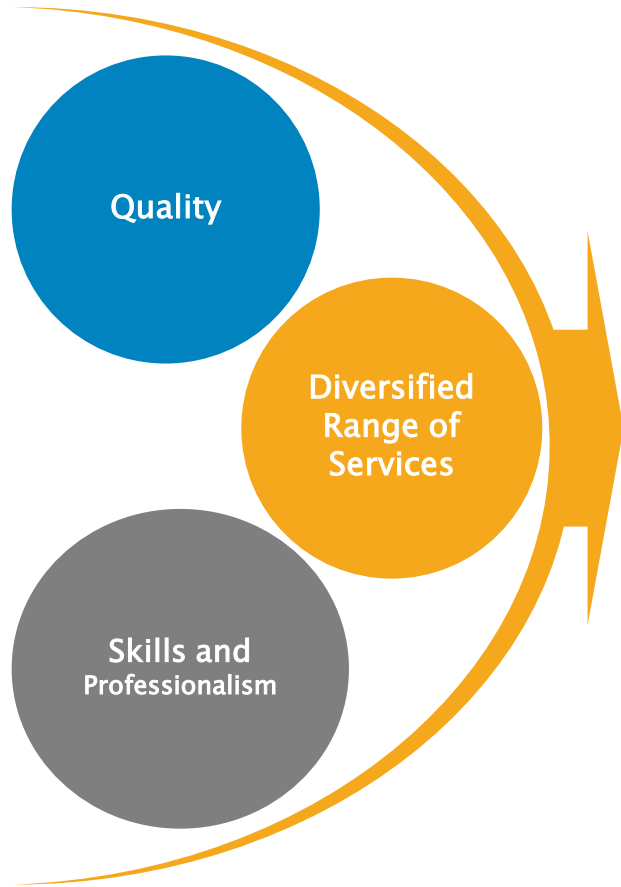 Quality
Diversified
Range of
Services
Skills and
Professionalism